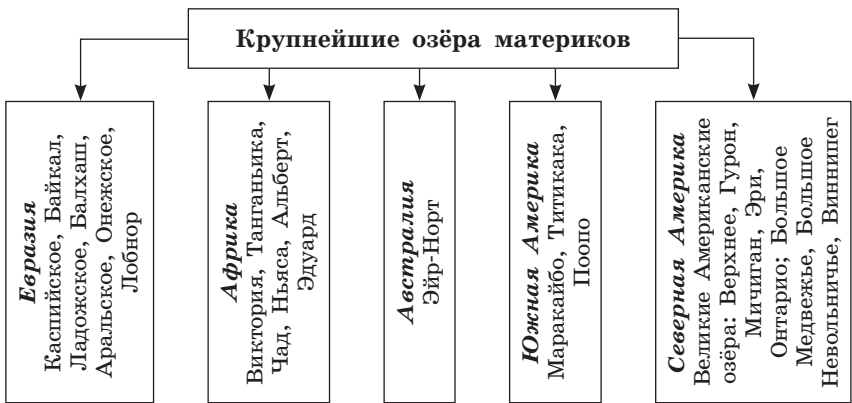 Крупнейшие озёра материков
Евразия
Каспийское, Байкал,
Ладожское, Балхаш,
Аральское, Онежское,
Лобнор
Африка
Виктория, Танганьика,
Чад, Ньяса, Альберт,
Эдуард
Австралия
Эйр-Норт
Южная Америка
Маракайбо, Титикака,
Поопо
Северная Америка
Великие Американские
озёра: Верхнее, Гурон,
Мичиган, Эри,
Онтарио; Большое
Медвежье, Большое
Невольничье, Виннипег